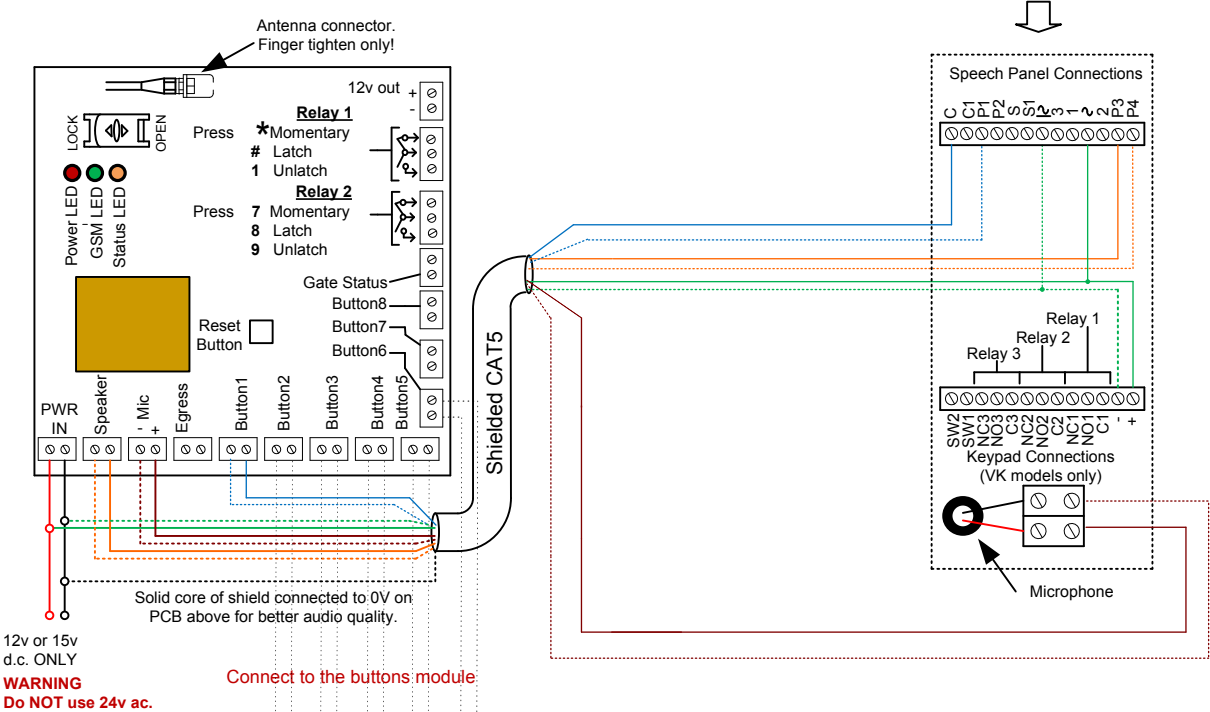 Antenna connector.
Finger tighten only!
12v out
+
-
LOCK
OPEN
Relay 1
Press * Momentary
# Latch
1 Unlatch
Relay 2
Press 7 Momentary
8 Latch
9 Unlatch
Power LED
GSM LED
Status LED
Gate Status
Button8
Button7
Button6
Reset
Button
PWR
IN
Speaker
- Mic
+
Egress
Button1
Button2
Button3
Button4
Button5
Shielded CAT5
Solid core of shield connected to 0V on
PCB above for better audio quality.
12v or 15v
d.c. ONLY
WARNING
Do NOT use 24v ac.
Connect to the buttons module
Speech Panel Connections
C C1 P1 P2 S S1 3 1 ~ 2 P3 P4
Relay 1
Relay 2
Relay 3
SW2 SW1 NC3 NO3 C3 NC2 NO2 C2 NC1 NO1 C1 - +
Keypad Connections
(VK models only)
Microphone